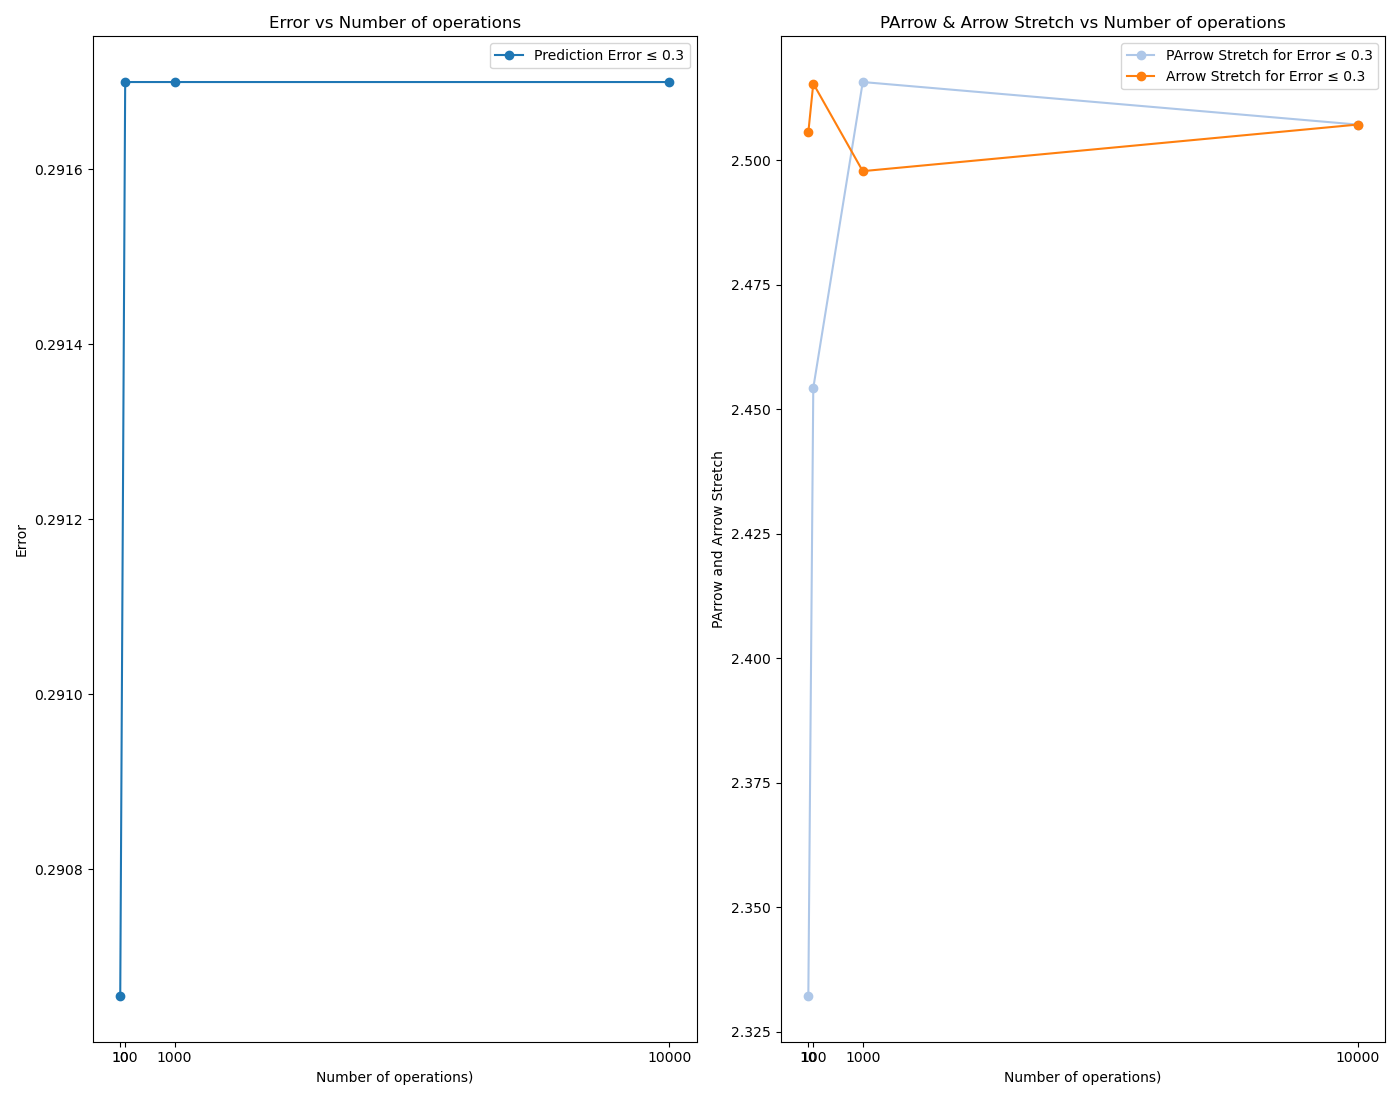 Error vs Number of operations
Prediction Error ≤ 0.3
0.2916
0.2914
0.2912
0.2910
0.2908
Error
10
100
1000
10000
Number of operations)
PArrow & Arrow Stretch vs Number of operations
PArrow Stretch for Error ≤ 0.3
Arrow Stretch for Error ≤ 0.3
2.500
2.475
2.450
2.425
2.400
2.375
2.350
2.325
PArrow and Arrow Stretch
10
100
1000
10000
Number of operations)